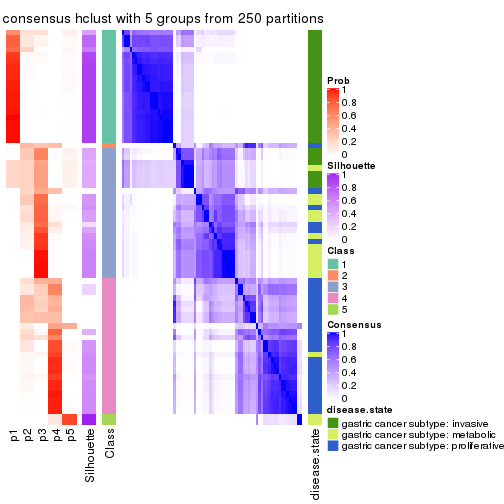 consensus hclust with 5 groups from 250 partitions
Prob
1
0.8
0.6
0.4
0.2
0
Silhouette
1
0.8
0.6
0.4
0.2
0
Class
1
2
3
4
5
Consensus
1
0.8
0.6
0.4
0.2
0
disease.state
gastric cancer subtype: invasive
gastric cancer subtype: metabolic
gastric cancer subtype: proliferative
p1
p2
p3
p4
p5
Silhouette
Class
disease.state